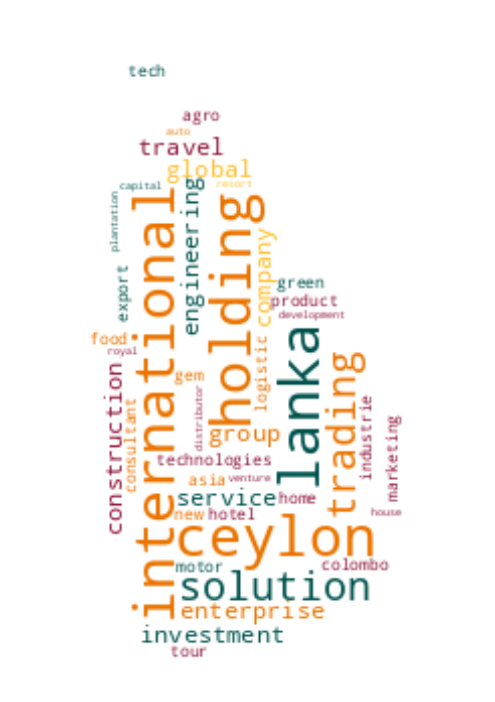 tech
agro
auto
travel
global
capital
resort
plantation
international
engineering
holding
company
export
green
product
development
food
royal
lanka
logistic
trading
gem
construction
consultant
distributor
industrie
marketing
group
technologies
asia
venture
service
home
new
hotel
house
ceylon
motor
colombo
solution
enterprise
investment
tour